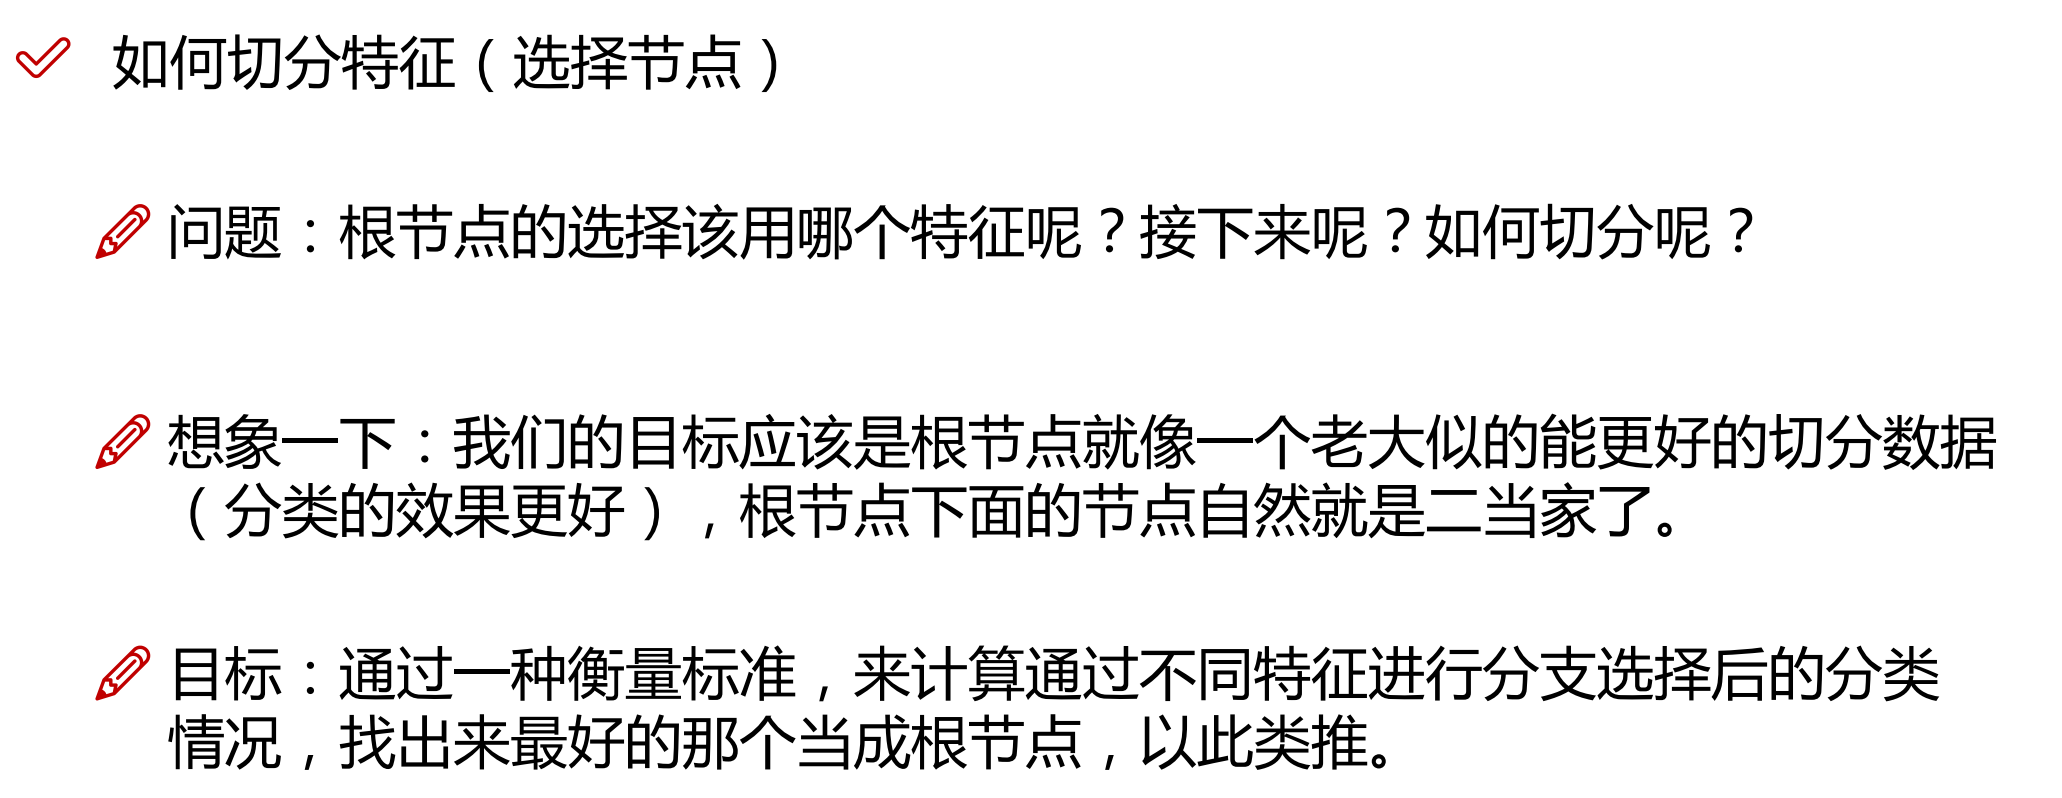 如何切分特征（选择节点）
问题：根节点的选择该用哪个特征呢？接下来呢？如何切分呢？
想象一下：我们的目标应该是根节点就像一个老大似的能更好的切分数据
（分类的效果更好），根节点下面的节点自然就是二当家了。
目标：通过一种衡量标准，来计算通过不同特征进行分支选择后的分类
情况，找出来最好的那个当成根节点，以此类推。